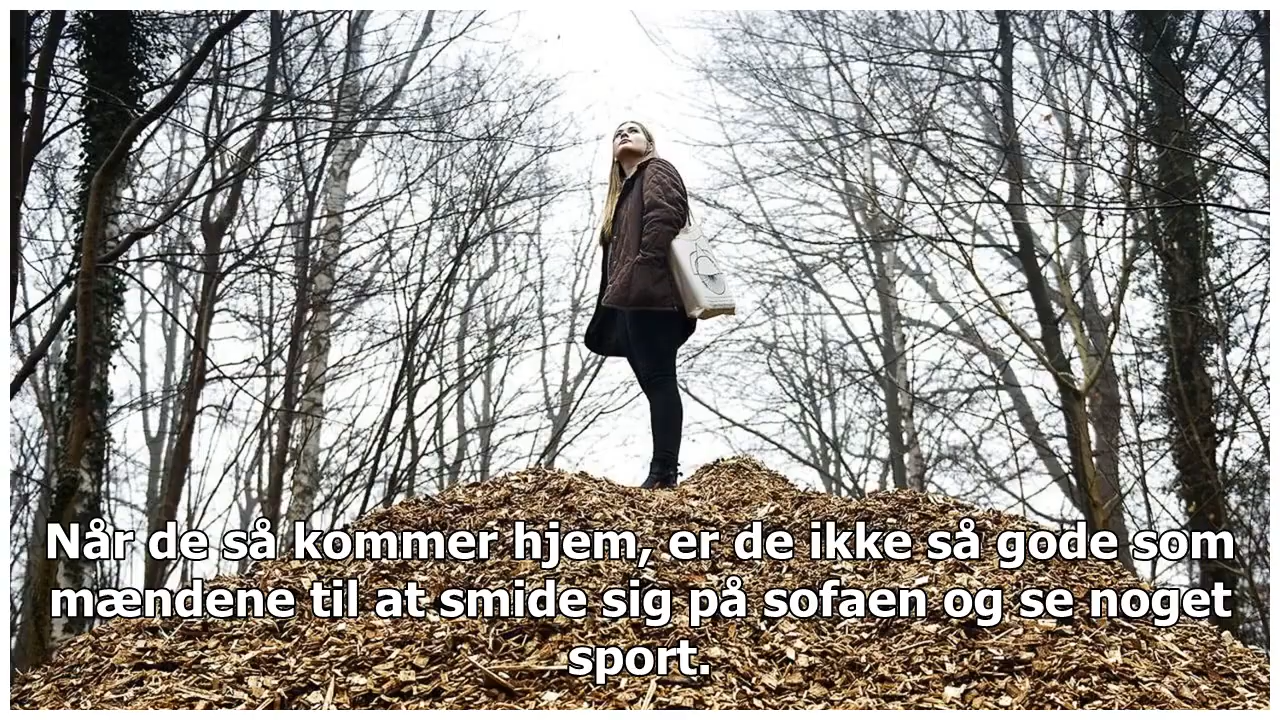 Når de så kommer hjem, er de ikke så gode som
mændene til at smide sig på sofaen og se noget
sport.